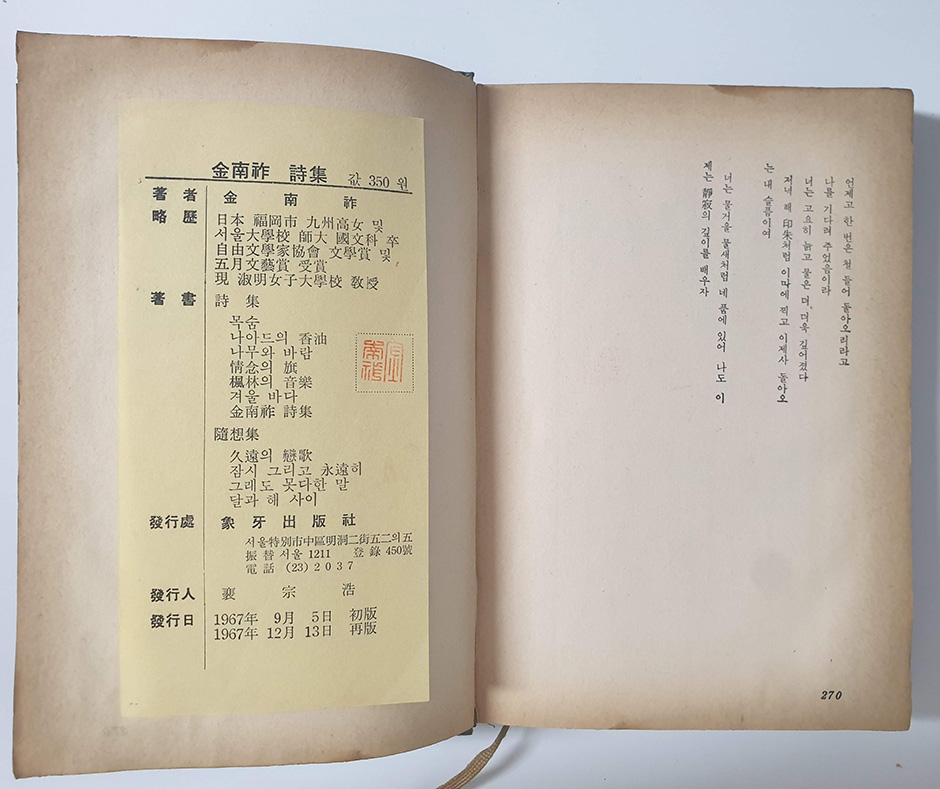 金南祚 詩集 값 350 원
著者 金南祚
略歷 日本 福岡市 九州高女 및
서울大學校 師大 國文科 卒
自由文學家協會 文學賞 및
五月文藝賞 受賞
現 淑明女子大學校 敎授
著書 詩集
목숨
나아드의 香油
나무와 바람
情念의 旗
楓林의 音樂
겨울 바다
金南祚 詩集
隨想集
久遠의 戀歌
잠시 그리고 永遠히
그래도 못다한 말
달과 해 사이
發行處 象牙出版社
서울特別市中區明洞二街五二의五
振替 서울 1211 登錄 450號
電話 (23) 2037
發行人 裵宗浩
發行日 1967年 9月 5日 初版
1967年 12月 13日 再版
언제고 한 번은 철 들어 돌아오리라고
나를 기다려 주었음이라
너는 고요히 늙고 물은 더, 더욱 깊어졌다
저녁 해 印朱처럼 이마에 찍고 이제사 돌아오
는 내 슬픔이여
너는 물거울 물새처럼 네 품에 있어 나도 이
제는 靜寂의 깊이를 배우자
270